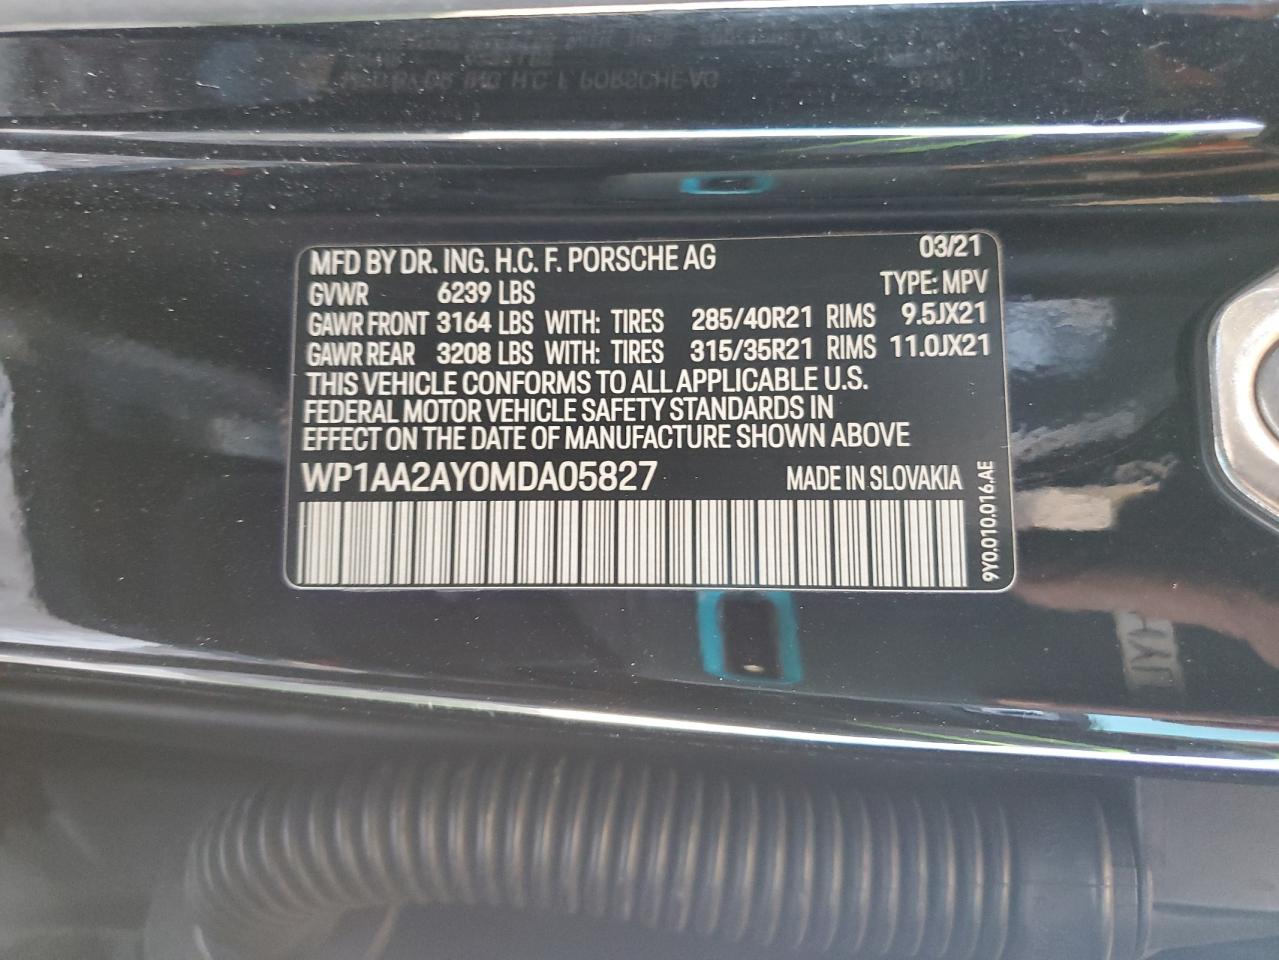 MFD BY DR. ING. H.C. F. PORSCHE AG 03/21
GVWR 6239 LBS TYPE: MPV
GAWR FRONT 3164 LBS WITH: TIRES 285/40R21 RIMS 9.5JX21
GAWR REAR 3208 LBS WITH: TIRES 315/35R21 RIMS 11.0JX21
THIS VEHICLE CONFORMS TO ALL APPLICABLE U.S.
FEDERAL MOTOR VEHICLE SAFETY STANDARDS IN
EFFECT ON THE DATE OF MANUFACTURE SHOWN ABOVE
WP1AA2AY0MDA05827 MADE IN SLOVAKIA
9Y0.010.016.AE